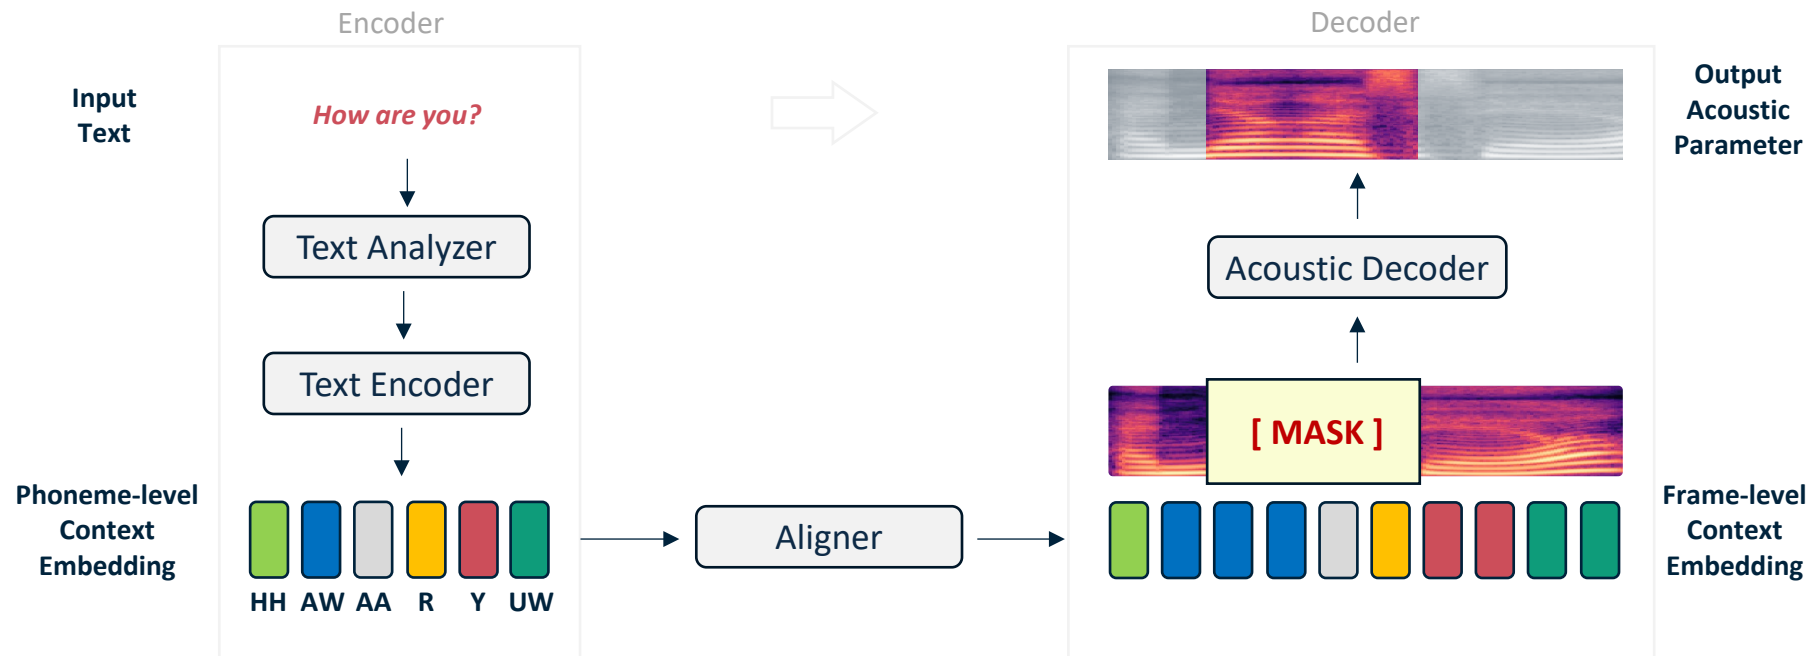 Encoder
Decoder
Input
Text
How are you?
Output
Acoustic
Parameter
Text Analyzer
Acoustic Decoder
Text Encoder
[ MASK ]
Phoneme-level
Context
Embedding
HH AW AA R Y UW
Aligner
Frame-level
Context
Embedding